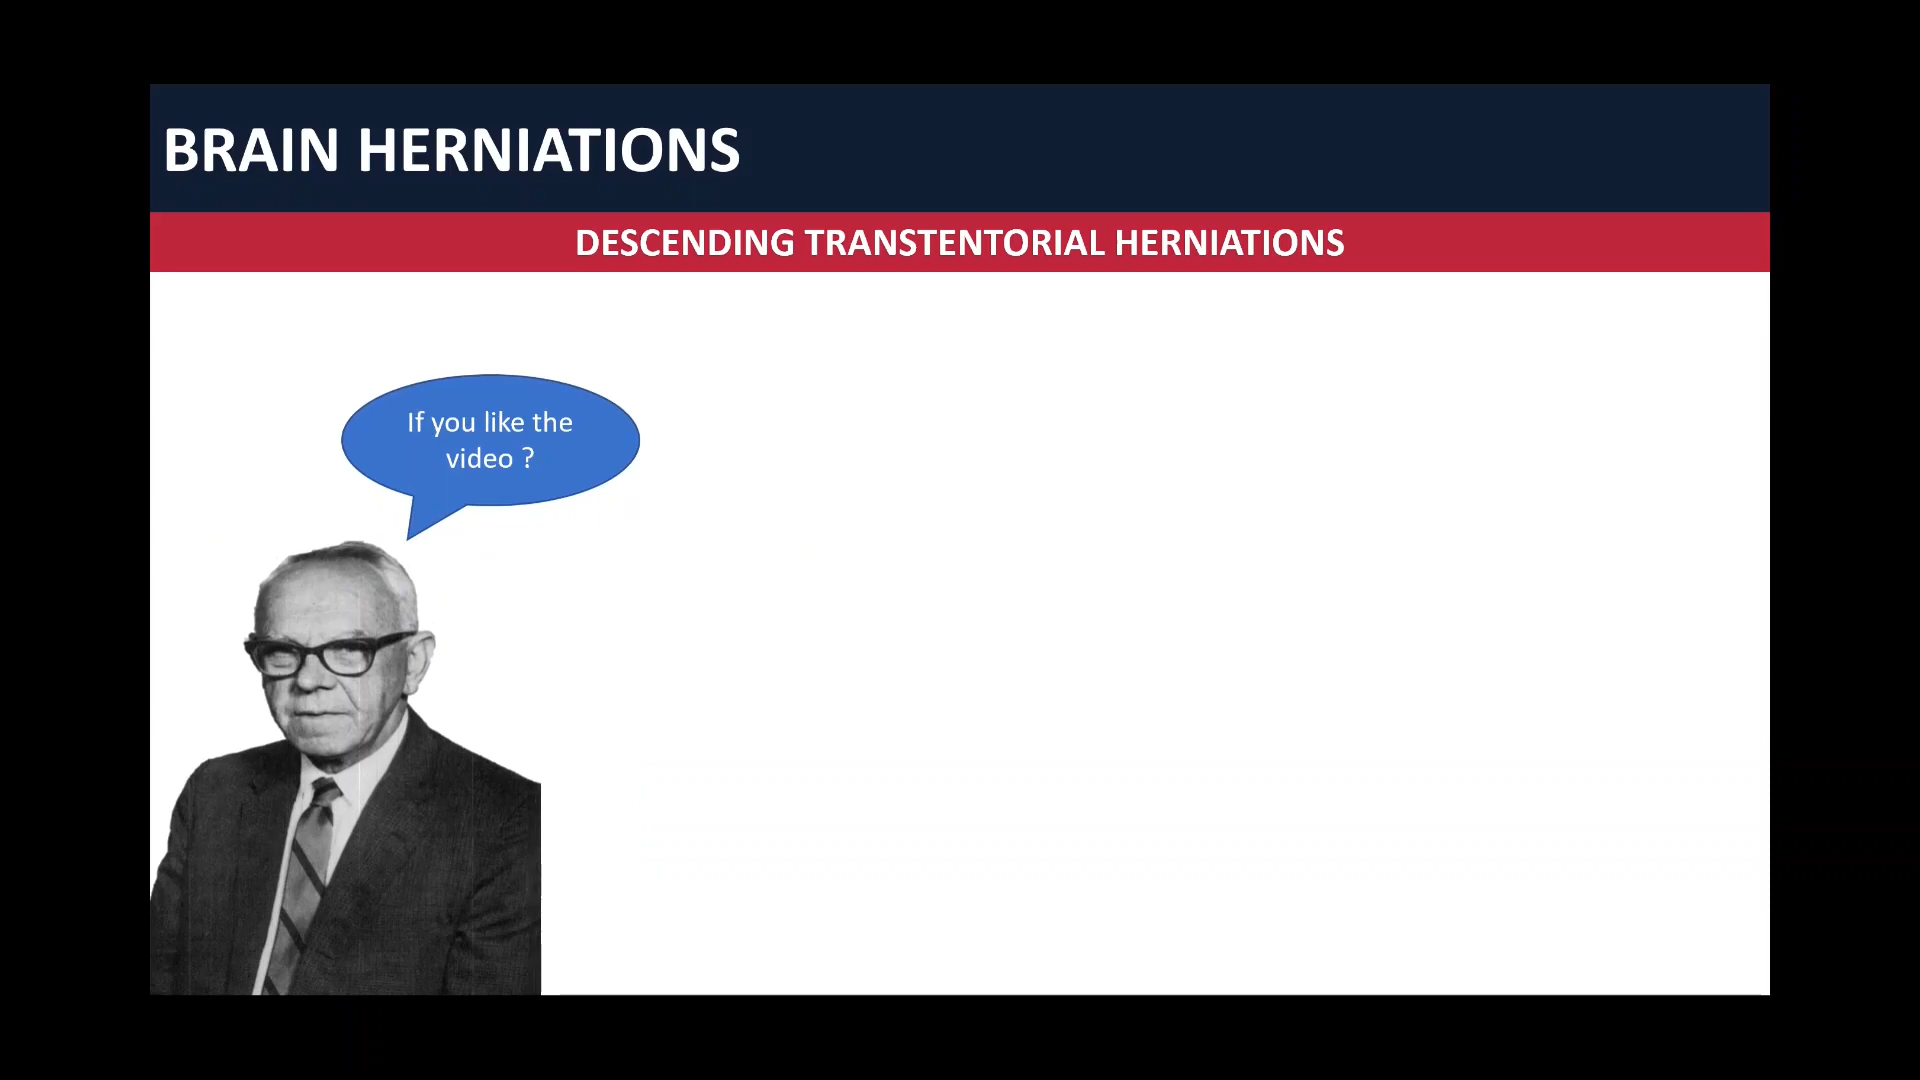 BRAIN HERNIATIONS
DESCENDING TRANSTENTORIAL HERNIATIONS
If you like the
video ?